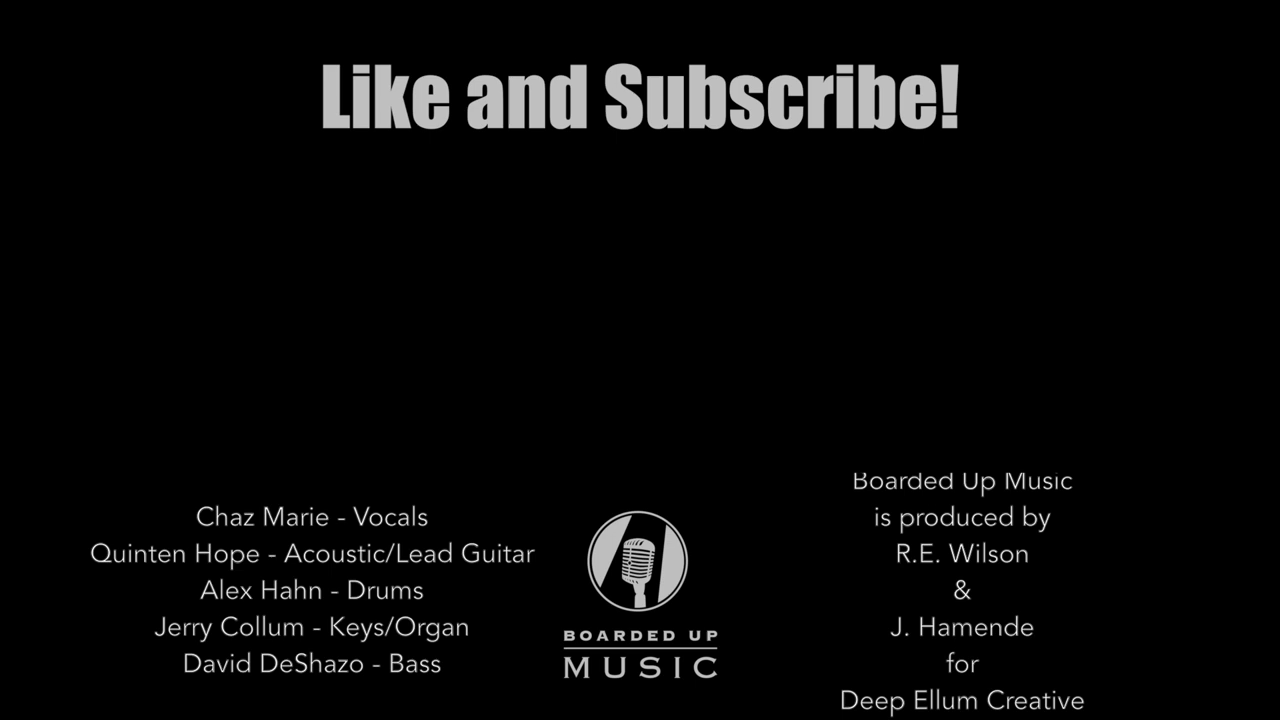 Like and Subscribe!
Chaz Marie - Vocals
Quinten Hope - Acoustic/Lead Guitar
Alex Hahn - Drums
Jerry Collum - Keys/Organ
David DeShazo - Bass
BOARDED UP
MUSIC
Boarded Up Music
is produced by
R.E. Wilson
&
J. Hamende
for
Deep Ellum Creative